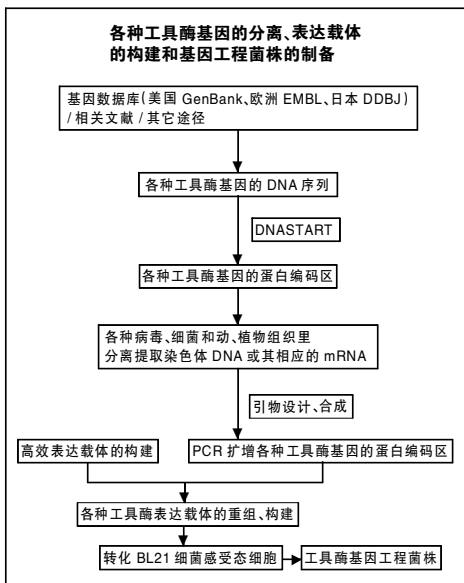 各种工具酶基因的分离、表达载体
的构建和基因工程菌株的制备
基因数据库(美国 GenBank、欧洲 EMBL、日本 DDBJ)
/ 相关文献 / 其它途径
各种工具酶基因的 DNA 序列
DNASTART
各种工具酶基因的蛋白编码区
各种病毒、细菌和动、植物组织里
分离提取染色体 DNA 或其相应的 mRNA
引物设计、合成
高效表达载体的构建
PCR 扩增各种工具酶基因的蛋白编码区
各种工具酶表达载体的重组、构建
转化 BL21 细菌感受态细胞
工具酶基因工程菌株